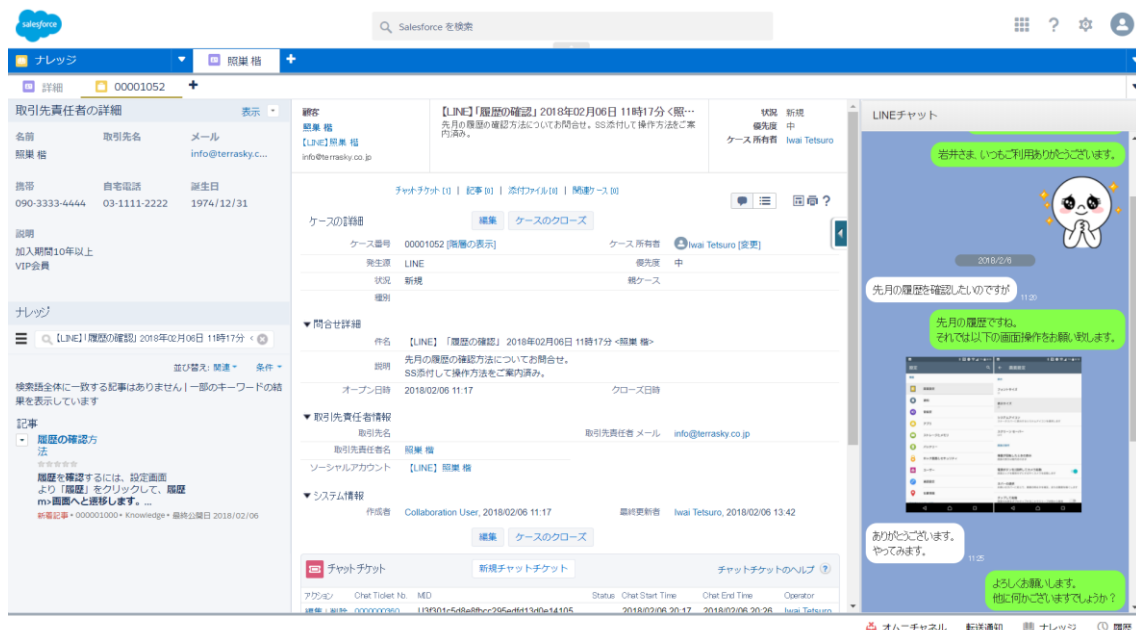 salesforce
Salesforce を検索
ナレッジ
照巣 楷
詳細
00001052
取引先責任者の詳細
表示
名前
取引先名
メール
照巣 楷
info@terrasky.c...
携帯
自宅電話
誕生日
090-3333-4444
03-1111-2222
1974/12/31
説明
加入期間10年以上
VIP会員
ナレッジ
【LINE】「履歴の確認」 2018年02月06日 11時17分 <
並び替え: 関連
条件
検索語全体に一致する記事はありません | 一部のキーワードの結
果を表示しています
記事
履歴の確認方
法
履歴を確認するには、設定画面
より「履歴」をクリックして、履歴
m>画面へと遷移します。...
新着記事 • 000001000 • Knowledge • 最終公開日 2018/02/06
顧客
照巣 楷
【LINE】照巣 楷
info@terrasky.co.jp
【LINE】「履歴の確認」 2018年02月06日 11時17分 <照…
先月の履歴の確認方法についてお問合せ。SS添付して操作方法をご案
内済み。
状況 新規
優先度 中
ケース所有者 Iwai Tetsuro
チャットチケット [1] | 記事 [0] | 添付ファイル [0] | 関連ケース [0]
ケースの詳細
編集
ケースのクローズ
ケース番号 00001052 [階層の表示]
ケース所有者 Iwai Tetsuro [変更]
発生源 LINE
優先度 中
状況 新規
親ケース
種別
▼ 問合せ詳細
件名 【LINE】 「履歴の確認」 2018年02月06日 11時17分 <照巣 楷>
説明 先月の履歴の確認方法についてお問合せ。
SS添付して操作方法をご案内済み。
オープン日時 2018/02/06 11:17
クローズ日時
▼ 取引先責任者情報
取引先名
取引先責任者 メール info@terrasky.co.jp
取引先責任者名 照巣 楷
ソーシャルアカウント 【LINE】照巣 楷
▼ システム情報
作成者 Collaboration User, 2018/02/06 11:17
最終更新者 Iwai Tetsuro, 2018/02/06 13:42
編集
ケースのクローズ
チャットチケット
新規チャットチケット
チャットチケットのヘルプ
アクション Chat Ticket No. MID Status Chat Start Time Chat End Time Operator
編集 | 削除 0000000360 U3f301c5d8e8fbcc295edfd13d0e14105 2018/02/06 20:17 2018/02/06 20:26 Iwai Tetsuro
LINEチャット
岩井さま、いつもご利用ありがとうございます。
2018/2/6
先月の履歴を確認したいのですが
11:20
先月の履歴ですね。
それでは以下の画面操作をお願い致します。
ありがとうございます。
やってみます。
11:25
よろしくお願いします。
他に何かございますでしょうか?
オムニチャネル
転送通知
ナレッジ
履歴